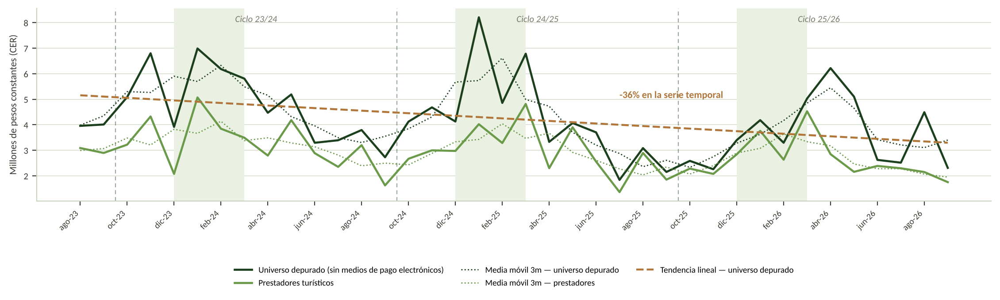 Ciclo 23/24
Ciclo 24/25
Ciclo 25/26
Millones de pesos constantes (CER)
8
7
6
5
4
3
2
-36% en la serie temporal
ago-23
oct-23
dic-23
feb-24
abr-24
jun-24
ago-24
oct-24
dic-24
feb-25
abr-25
jun-25
ago-25
oct-25
dic-25
feb-26
abr-26
jun-26
ago-26
Universo depurado (sin medios de pago electrónicos)
Prestadores turísticos
Media móvil 3m — universo depurado
Media móvil 3m — prestadores
Tendencia lineal — universo depurado